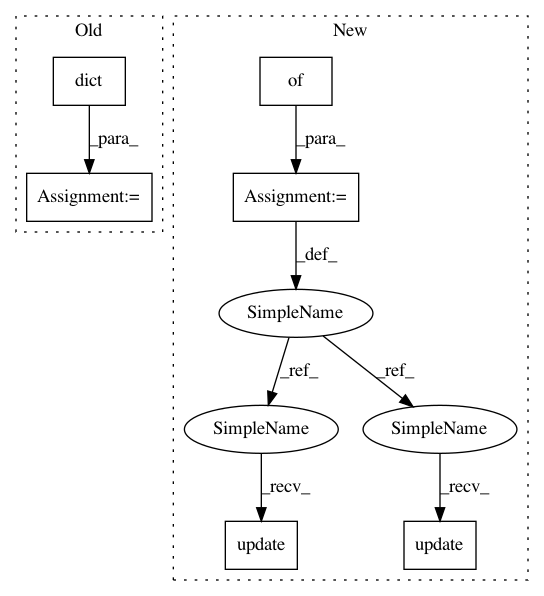 Old
New
dict
of
_para_
_para_
Assignment:=
Assignment:=
_def_
SimpleName
_ref_
_ref_
SimpleName
SimpleName
_recv_
_recv_
update
update